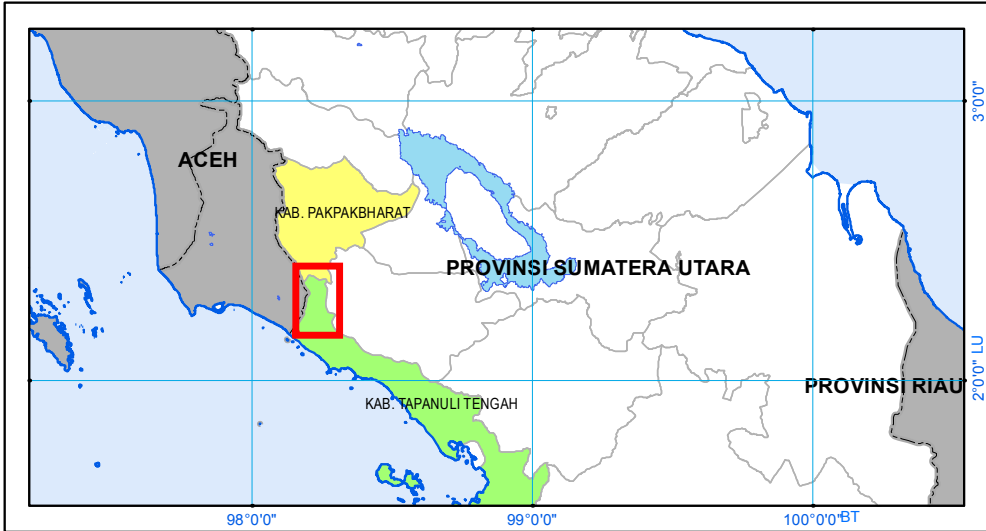 3°0'0"
ACEH
KAB. PAKPAKBHARAT
PROVINSI SUMATERA UTARA
2°0'0" LU
PROVINSI RIAU
KAB. TAPANULI TENGAH
98°0'0"
99°0'0"
100°0'0" BT